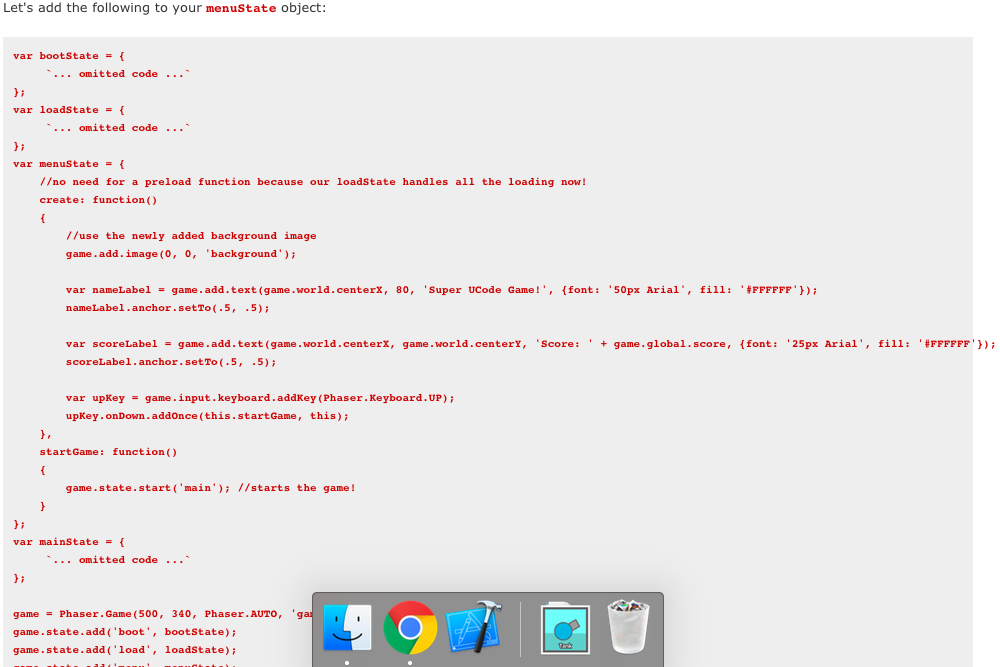 Let's add the following to your menuState object:
var bootState = {
`... omitted code ...`
};
var loadState = {
`... omitted code ...`
};
var menuState = {
//no need for a preload function because our loadState handles all the loading now!
create: function()
{
//use the newly added background image
game.add.image(0, 0, 'background');
var nameLabel = game.add.text(game.world.centerX, 80, 'Super UCode Game!', {font: '50px Arial', fill: '#FFFFFF'});
nameLabel.anchor.setTo(.5, .5);
var scoreLabel = game.add.text(game.world.centerX, game.world.centerY, 'Score: ' + game.global.score, {font: '25px Arial', fill: '#FFFFFF'});
scoreLabel.anchor.setTo(.5, .5);
var upKey = game.input.keyboard.addKey(Phaser.Keyboard.UP);
upKey.onDown.addOnce(this.startGame, this);
},
startGame: function()
{
game.state.start('main'); //starts the game!
}
};
var mainState = {
`... omitted code ...`
};
game = Phaser.Game(500, 340, Phaser.AUTO,
game.state.add('boot', bootState);
game.state.add('load', loadState);
Tank